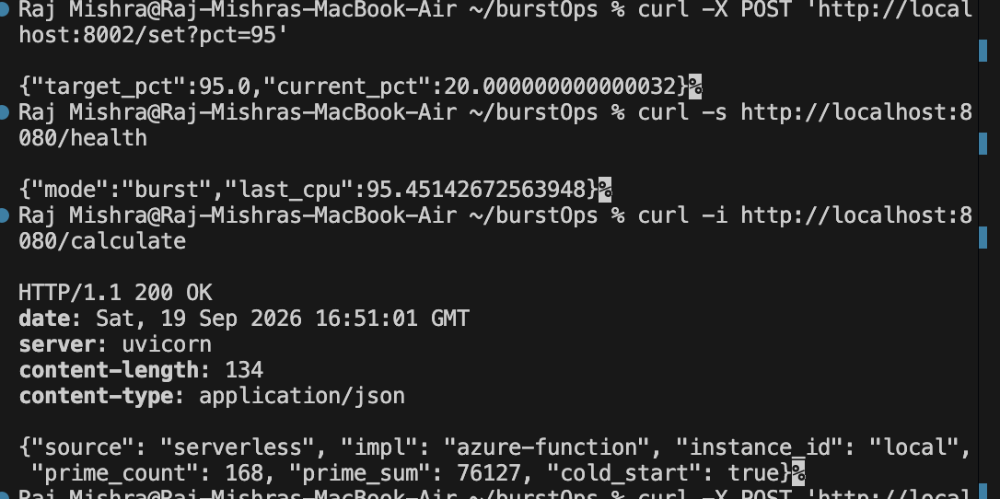 Raj Mishra@Raj-Mishras-MacBook-Air ~/burstOps % curl -X POST 'http://local
host:8002/set?pct=95'
{"target_pct":95.0,"current_pct":20.000000000000032}%
Raj Mishra@Raj-Mishras-MacBook-Air ~/burstOps % curl -s http://localhost:8
080/health
{"mode":"burst","last_cpu":95.45142672563948}%
Raj Mishra@Raj-Mishras-MacBook-Air ~/burstOps % curl -i http://localhost:8
080/calculate
HTTP/1.1 200 OK
date: Sat, 19 Sep 2026 16:51:01 GMT
server: uvicorn
content-length: 134
content-type: application/json
{"source": "serverless", "impl": "azure-function", "instance_id": "local",
"prime_count": 168, "prime_sum": 76127, "cold_start": true}%
Raj Mishra@Raj-Mishras-MacBook-Air ~/burstOps % curl -X POST 'http://local